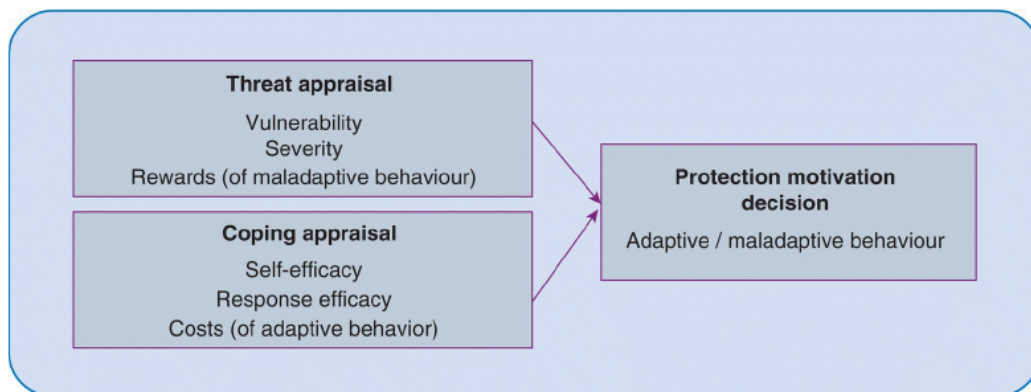 Threat appraisal
Vulnerability
Severity
Rewards (of maladaptive behaviour)
Coping appraisal
Self-efficacy
Response efficacy
Costs (of adaptive behavior)
Protection motivation
decision
Adaptive / maladaptive behaviour